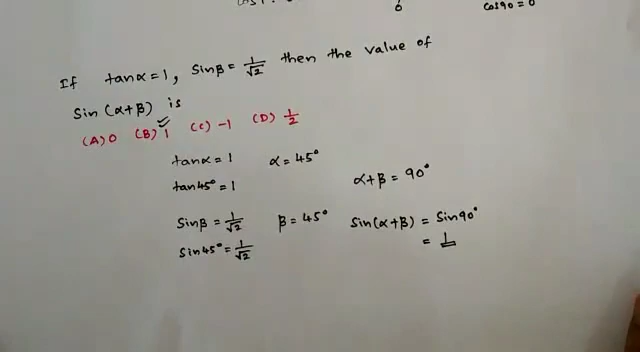 cos90=0
6
If tanα=1, Sinβ=1/√2 then the value of
Sin(α+β) is
(A) 0 (B) 1 (C) -1 (D) 1/2
tanα=1 α=45°
tan45°=1
α+β=90°
Sinβ=1/√2 β=45° Sin(α+β) = Sin90°
Sin45°=1/√2 = 1